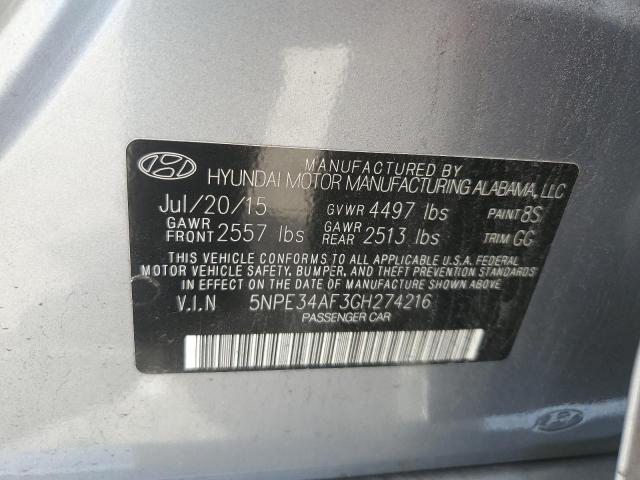 MANUFACTURED BY
HYUNDAI MOTOR MANUFACTURING ALABAMA, LLC
Jul/20/15 GVWR 4497 lbs PAINT 8S
GAWR FRONT 2557 lbs GAWR REAR 2513 lbs TRIM GG
THIS VEHICLE CONFORMS TO ALL APPLICABLE U.S.A. FEDERAL
MOTOR VEHICLE SAFETY, BUMPER, AND THEFT PREVENTION STANDARDS
IN EFFECT ON THE DATE OF MANUFACTURE SHOWN ABOVE.
V.I.N 5NPE34AF3GH274216
PASSENGER CAR